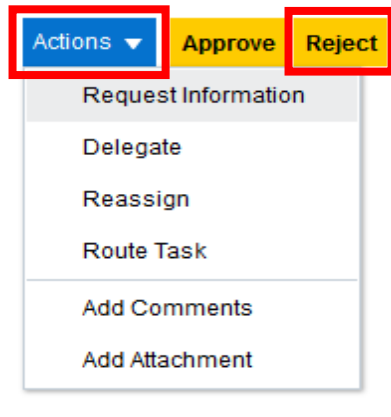 Actions Approve Reject
Request Information
Delegate
Reassign
Route Task
Add Comments
Add Attachment